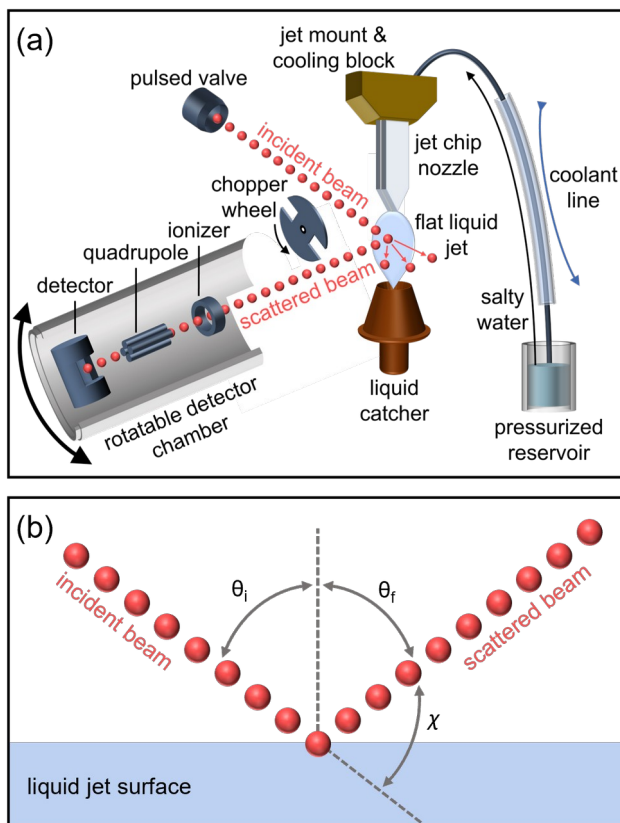 (a)
jet mount &
cooling block
pulsed valve
incident beam
jet chip
nozzle
coolant
line
chopper
wheel
ionizer
quadrupole
detector
flat liquid
jet
scattered beam
salty
water
rotatable detector
chamber
liquid
catcher
pressurized
reservoir
(b)
θi
θf
incident beam
scattered beam
χ
liquid jet surface